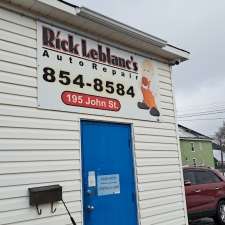 Rick Leblanc's
Auto Repair
854-8584
195 John St.